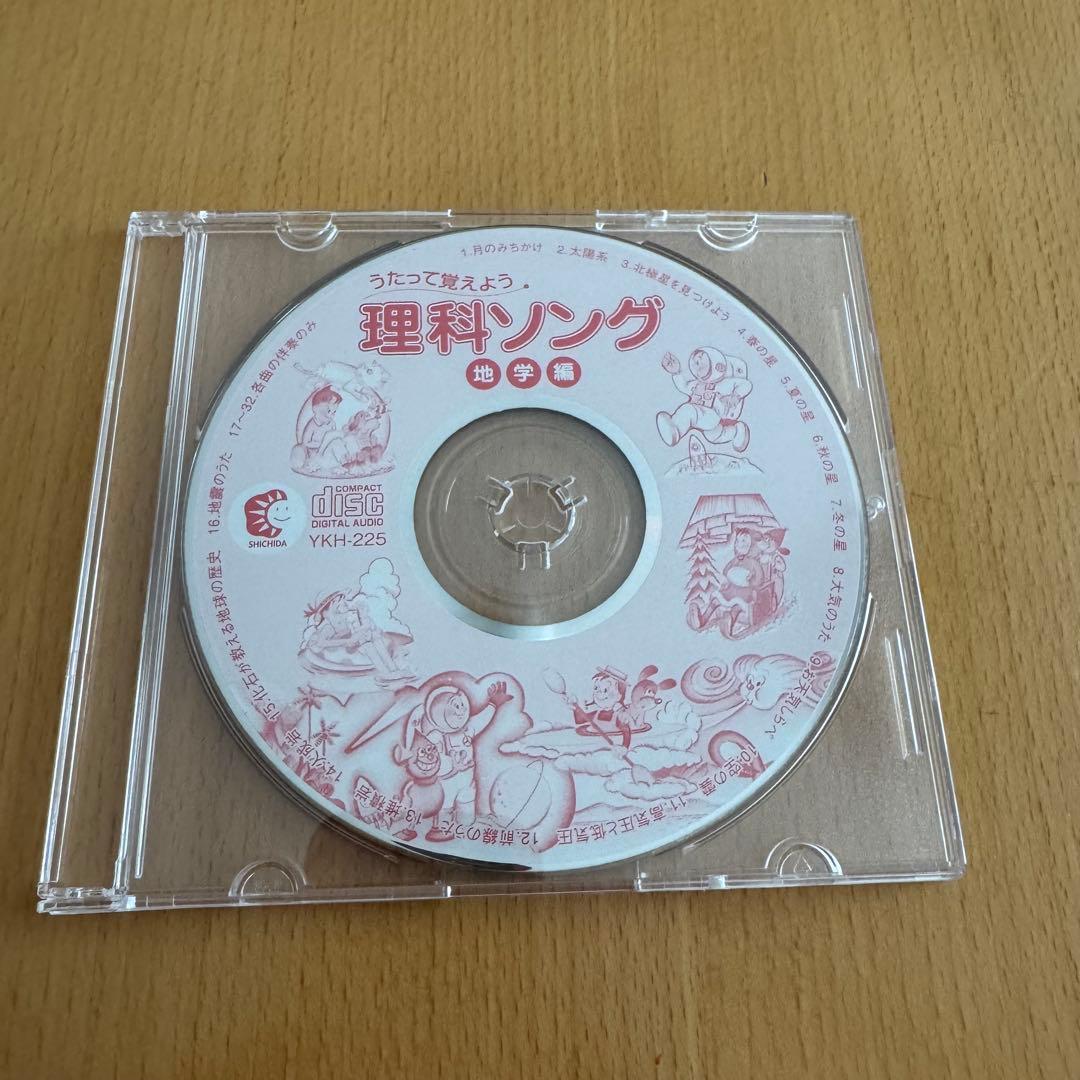 うたって覚えよう。
理科ソング
地学編
1.月のみちかけ
2.太陽系
3.北極星を見つけよう
4.春の星
5.夏の星
6.秋の星
7.冬の星
8.大気のうた
9.お天気しらべ
10.空の雲
11.高気圧と低気圧
12.前線のうた
13.堆積岩
14.火成岩
15.化石が教える地球の歴史
16.地震のうた
17〜32.各曲の伴奏のみ
SHICHIDA
COMPACT
disc
DIGITAL AUDIO
YKH-225